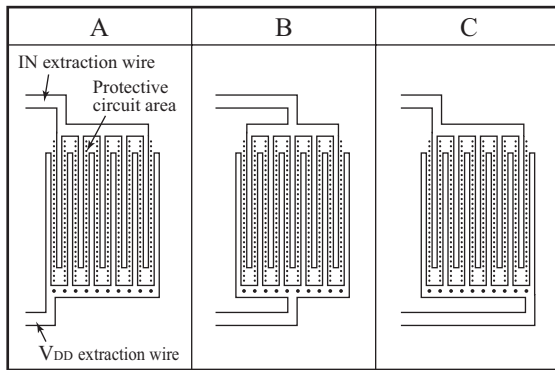 A
B
C
IN extraction wire
Protective
circuit area
VDD extraction wire